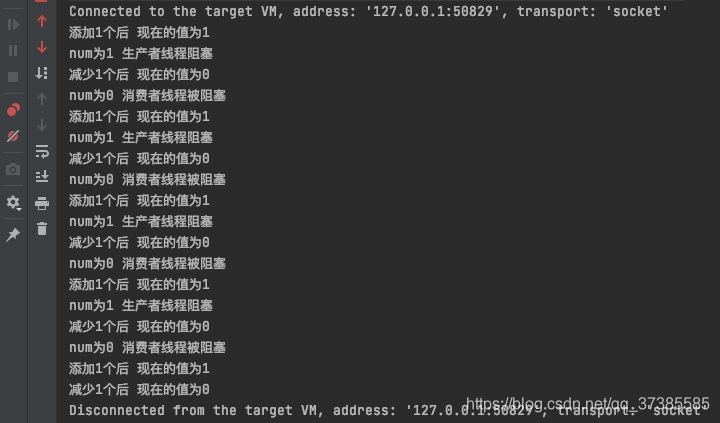 Connected to the target VM, address: '127.0.0.1:50829', transport: 'socket'
添加1个后 现在的值为1
num为1 生产者线程阻塞
减少1个后 现在的值为0
num为0 消费者线程被阻塞
添加1个后 现在的值为1
num为1 生产者线程阻塞
减少1个后 现在的值为0
num为0 消费者线程被阻塞
添加1个后 现在的值为1
num为1 生产者线程阻塞
减少1个后 现在的值为0
num为0 消费者线程被阻塞
添加1个后 现在的值为1
num为1 生产者线程阻塞
减少1个后 现在的值为0
num为0 消费者线程被阻塞
添加1个后 现在的值为1
减少1个后 现在的值为0
https://blog.csdn.net/qq_37385585
Disconnected from the target VM, address: '127.0.0.1:50829', transport: 'socket'